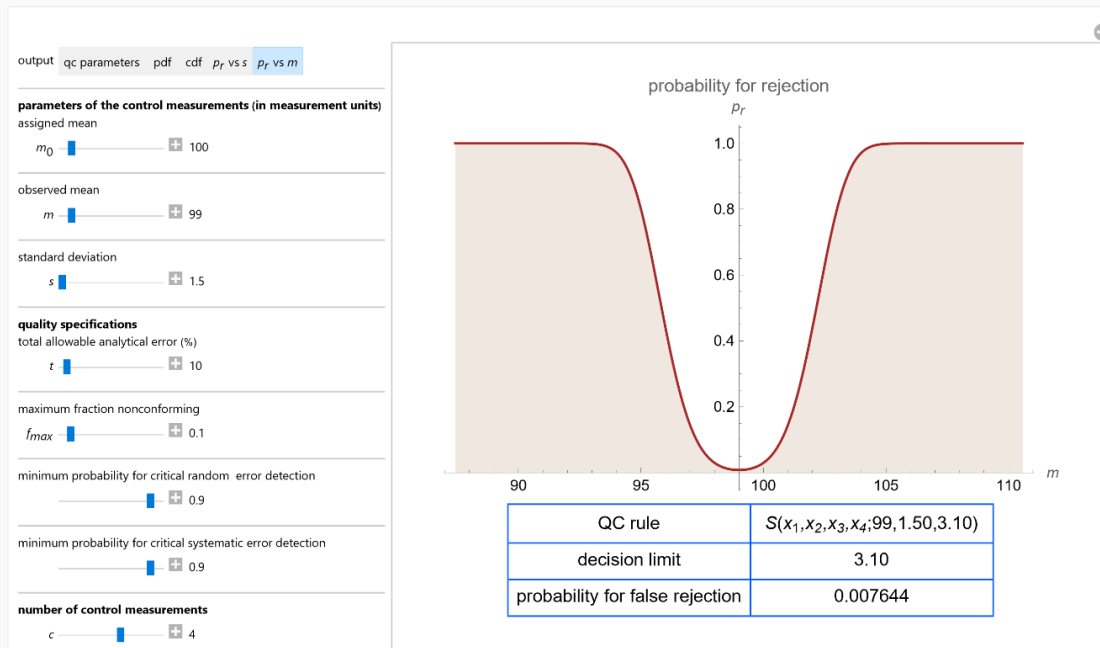 output qc parameters pdf cdf pr vs s pr vs m
parameters of the control measurements (in measurement units)
assigned mean
m0 100
observed mean
m 99
standard deviation
s 1.5
quality specifications
total allowable analytical error (%)
t 10
maximum fraction nonconforming
fmax 0.1
minimum probability for critical random error detection
0.9
minimum probability for critical systematic error detection
0.9
number of control measurements
c 4
probability for rejection
pr
1.0
0.8
0.6
0.4
0.2
90 95 100 105 110 m
QC rule S(x1,x2,x3,x4;99,1.50,3.10)
decision limit 3.10
probability for false rejection 0.007644